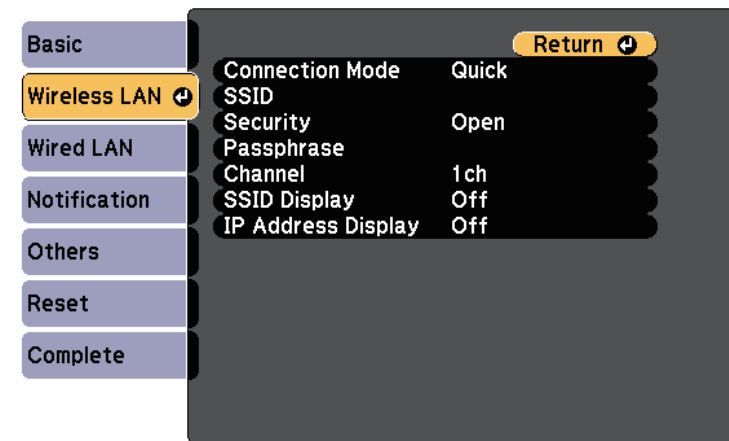 Basic
Wireless LAN
Wired LAN
Notification
Others
Reset
Complete
Return
Connection Mode Quick
SSID
Security Open
Passphrase
Channel 1ch
SSID Display Off
IP Address Display Off